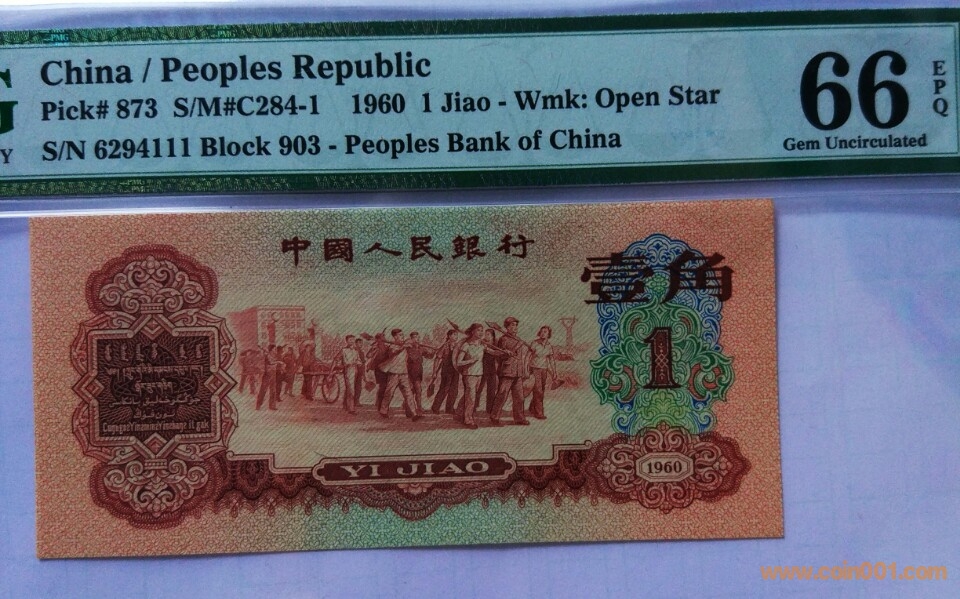 China / Peoples Republic
Pick# 873 S/M#C284-1 1960 1 Jiao - Wmk: Open Star
S/N 6294111 Block 903 - Peoples Bank of China
66
EPQ
Gem Uncirculated
中國人民銀行
壹角
1
YI JIAO
1960
www.coin001.com